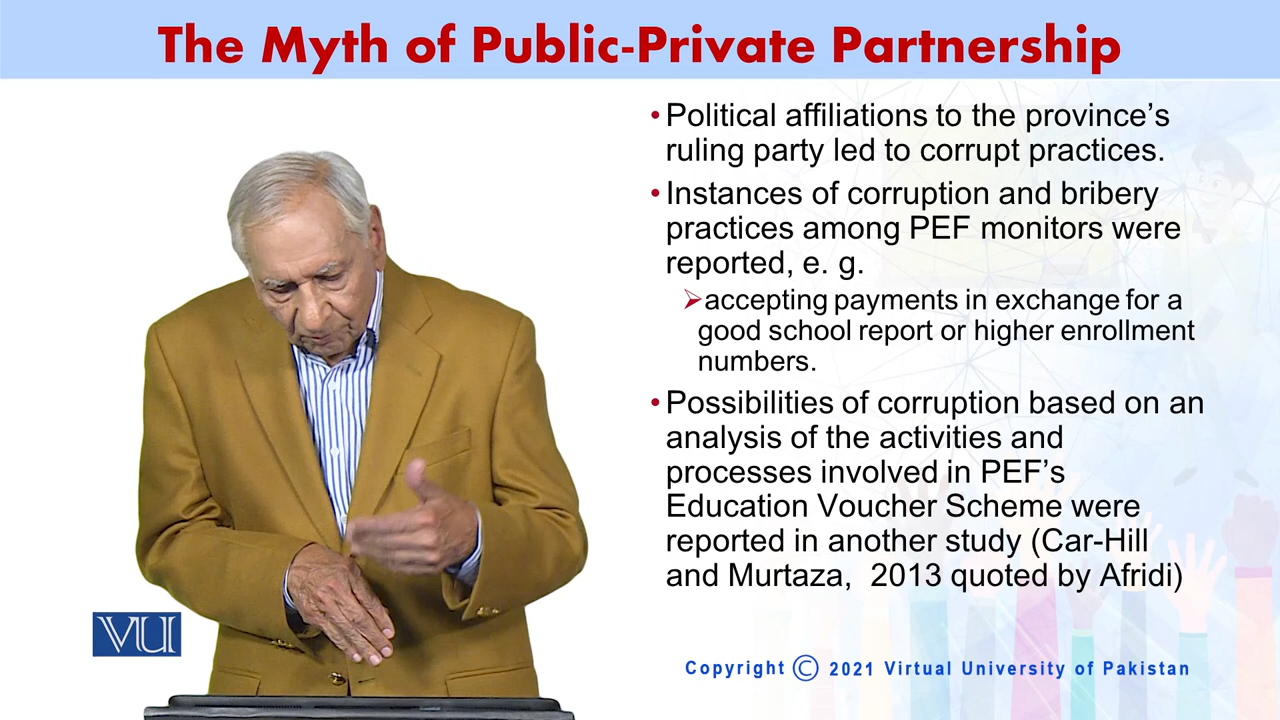 The Myth of Public-Private Partnership
•Political affiliations to the province's
ruling party led to corrupt practices.
•Instances of corruption and bribery
practices among PEF monitors were
reported, e. g.
➢accepting payments in exchange for a
good school report or higher enrollment
numbers.
•Possibilities of corruption based on an
analysis of the activities and
processes involved in PEF's
Education Voucher Scheme were
reported in another study (Car-Hill
and Murtaza,  2013 quoted by Afridi)
VU
Copyright © 2021 Virtual University of Pakistan